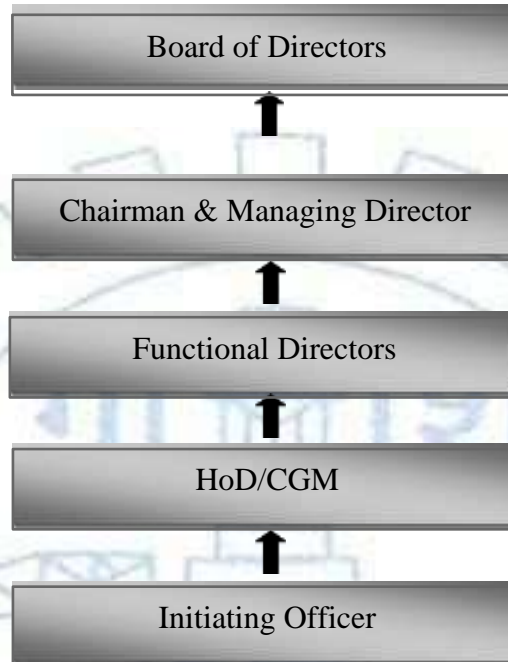 Board of Directors
Chairman & Managing Director
Functional Directors
HoD/CGM
Initiating Officer